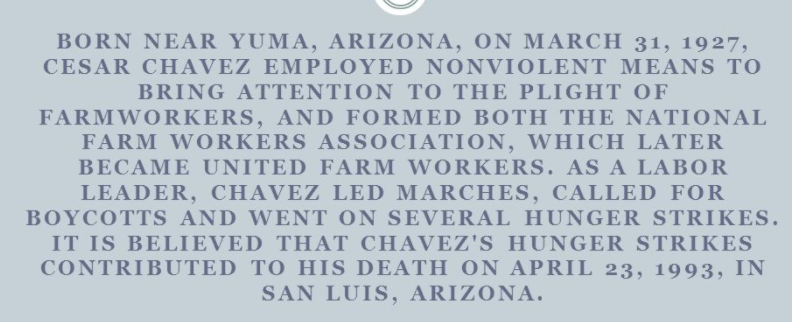 BORN NEAR YUMA, ARIZONA, ON MARCH 31, 1927,
CESAR CHAVEZ EMPLOYED NONVIOLENT MEANS TO
BRING ATTENTION TO THE PLIGHT OF
FARMWORKERS, AND FORMED BOTH THE NATIONAL
FARM WORKERS ASSOCIATION, WHICH LATER
BECAME UNITED FARM WORKERS. AS A LABOR
LEADER, CHAVEZ LED MARCHES, CALLED FOR
BOYCOTTS AND WENT ON SEVERAL HUNGER STRIKES.
IT IS BELIEVED THAT CHAVEZ'S HUNGER STRIKES
CONTRIBUTED TO HIS DEATH ON APRIL 23, 1993, IN
SAN LUIS, ARIZONA.